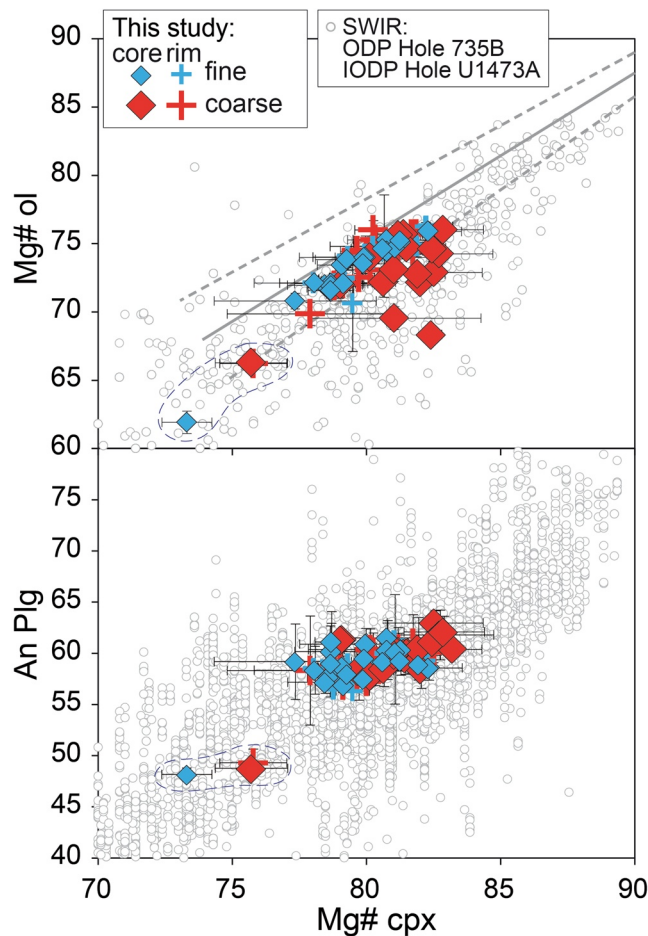 This study:
core rim
fine
coarse
SWIR:
ODP Hole 735B
IODP Hole U1473A
Mg# ol
90
85
80
75
70
65
60
An Plg
75
70
65
60
55
50
45
40
70
75
80
85
90
Mg# cpx